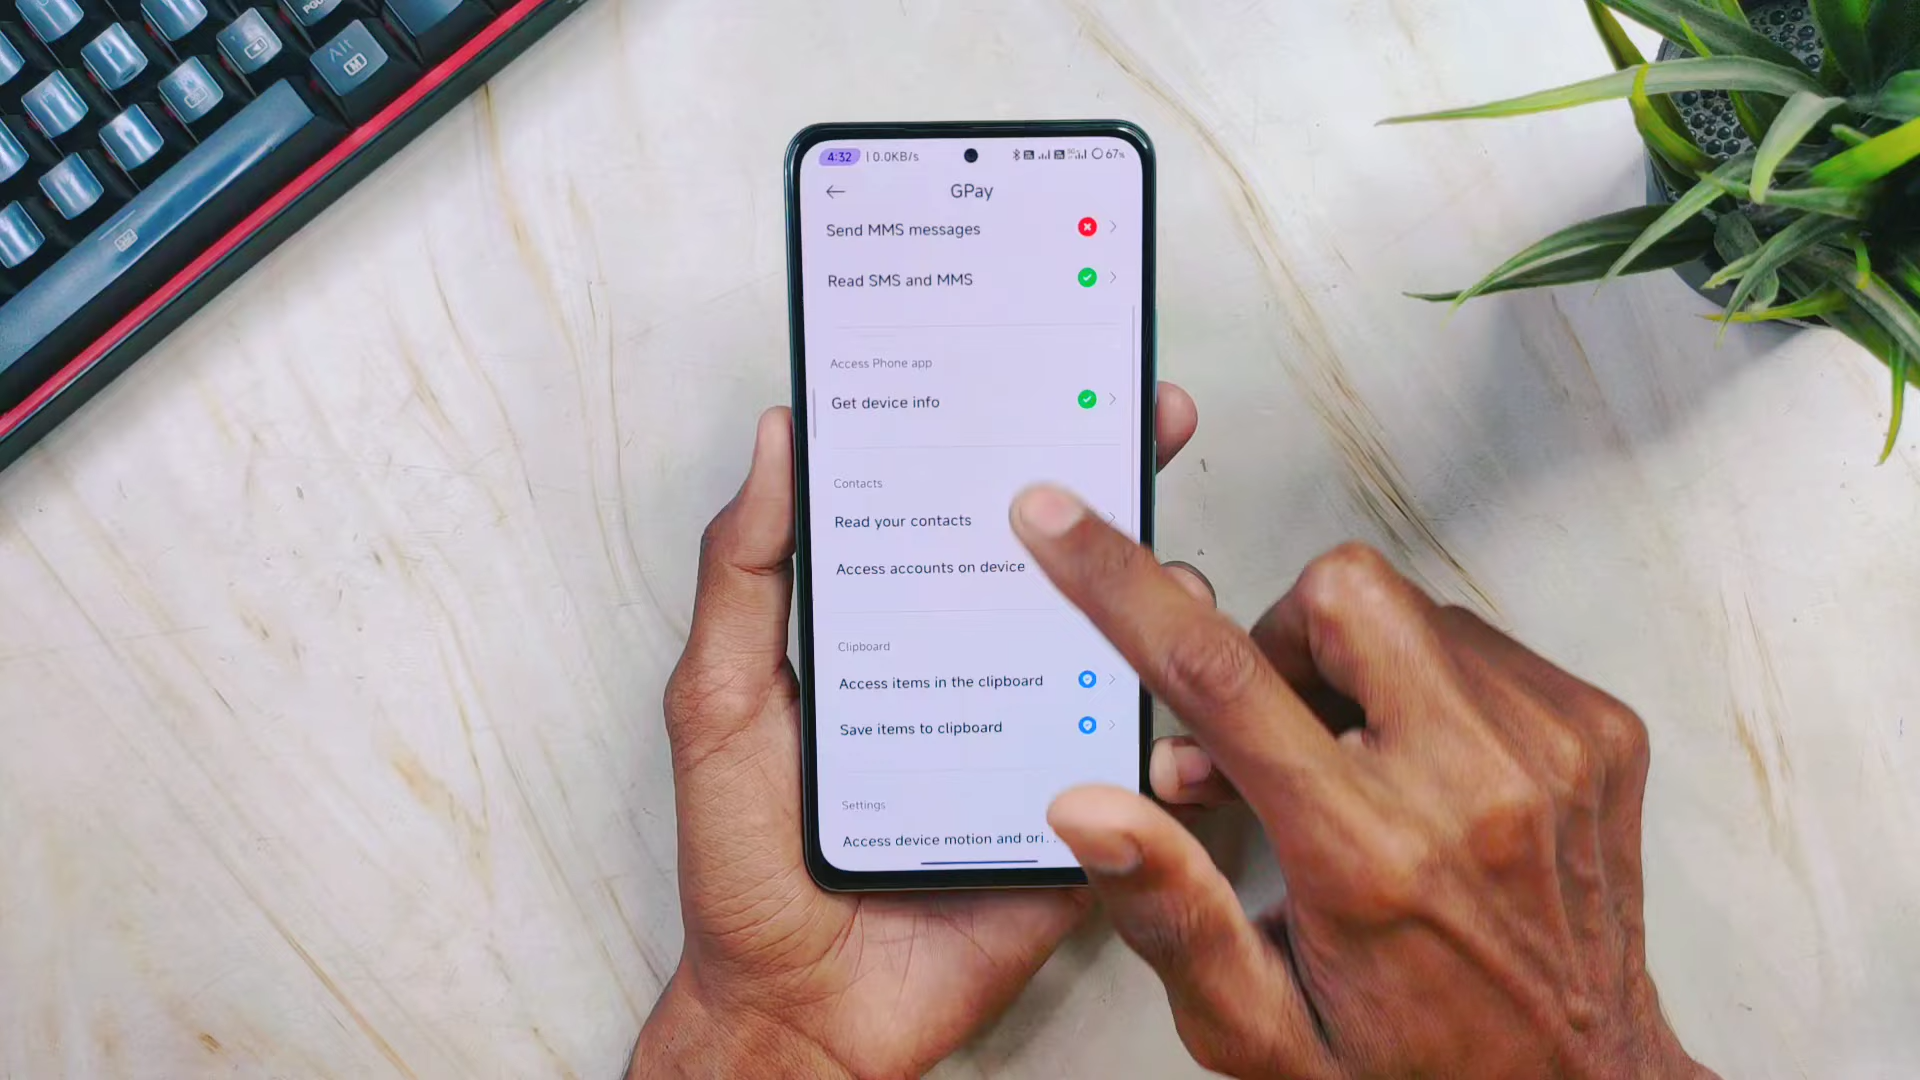 Alt
M
4:32 | 0.0KB/s 67%
GPay
Send MMS messages
Read SMS and MMS
Access Phone app
Get device info
Contacts
Read your contacts
Access accounts on device
Clipboard
Access items in the clipboard
Save items to clipboard
Settings
Access device motion and ori...